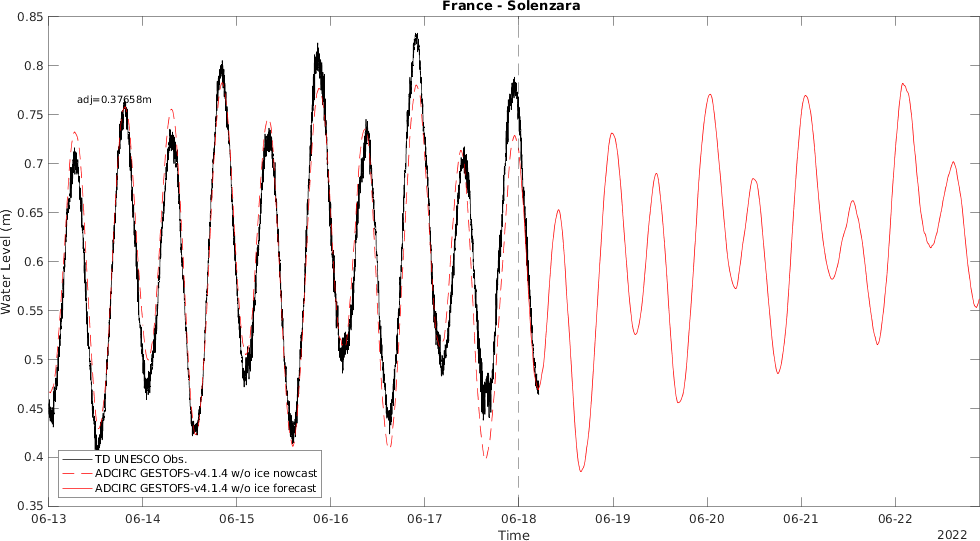 France - Solenzara
Water Level (m)
0.85
0.8
0.75
0.7
0.65
0.6
0.55
0.5
0.45
0.4
0.35
adj=0.37658m
TD UNESCO Obs.
ADCIRC GESTOFS-v4.1.4 w/o ice nowcast
ADCIRC GESTOFS-v4.1.4 w/o ice forecast
06-13 06-14 06-15 06-16 06-17 06-18 06-19 06-20 06-21 06-22
Time
2022